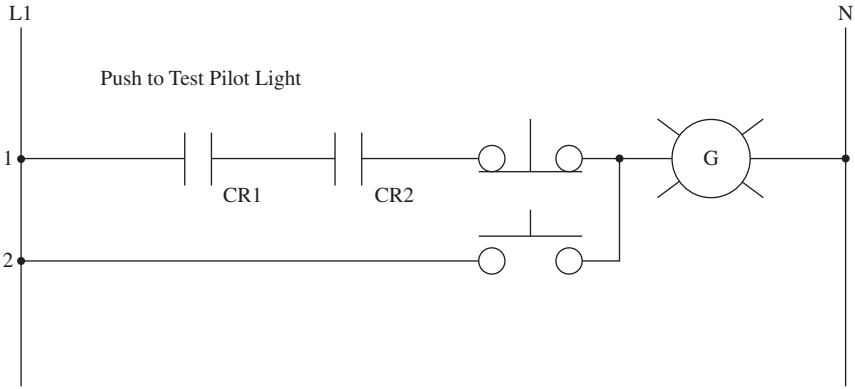 L1 N
Push to Test Pilot Light
1
G
CR1 CR2
2